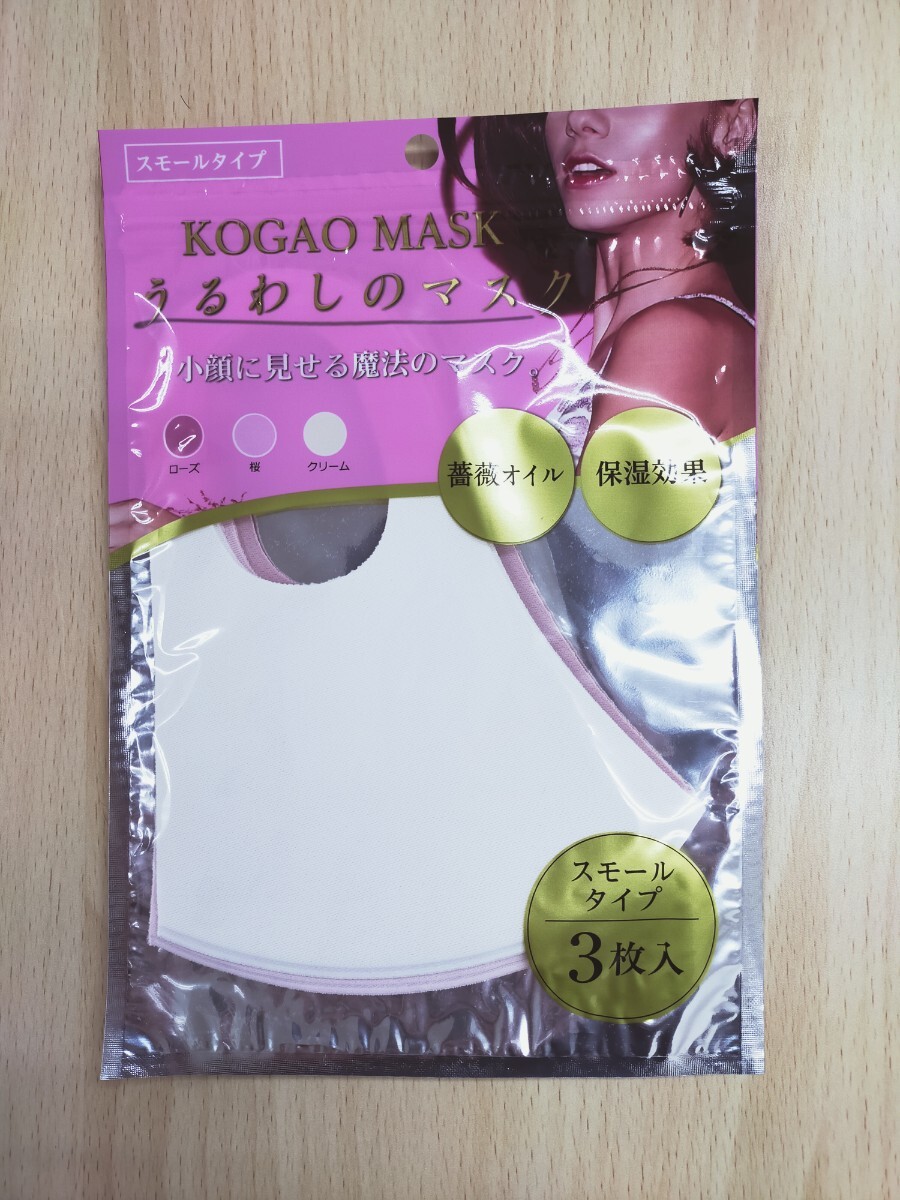 スモールタイプ
KOGAO MASK
うるわしのマスク
小顔に見せる魔法のマスク。
ローズ
桜
クリーム
薔薇オイル
保湿効果
スモール
タイプ
3枚入